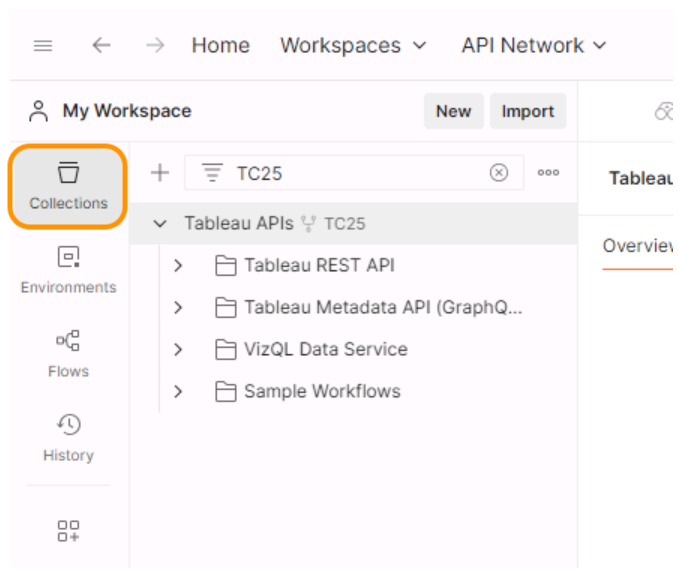 Home Workspaces API Network
My Workspace New Import
TC25
Tableau
Collections
Tableau APIs TC25
Overview
Tableau REST API
Environments
Tableau Metadata API (GraphQ...
VizQL Data Service
Flows
Sample Workflows
History